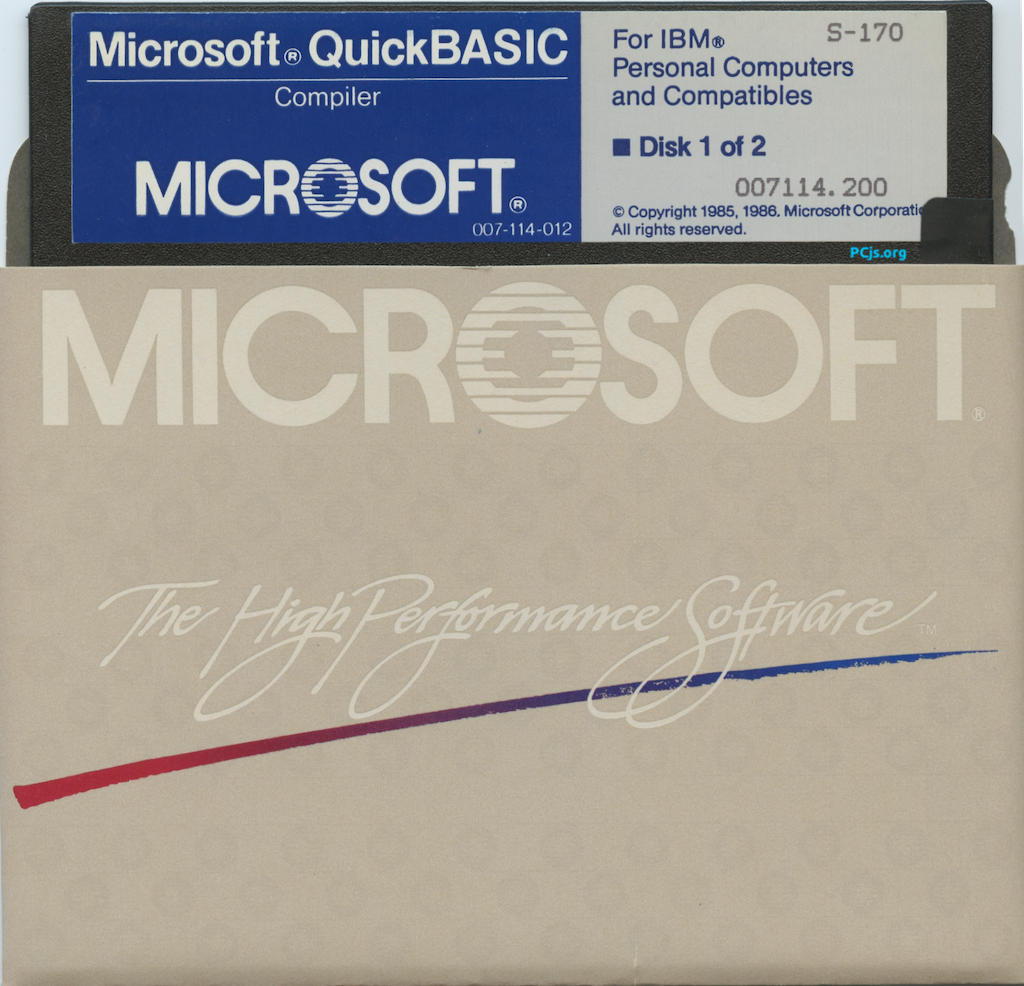 Microsoft® QuickBASIC
Compiler
MICROSOFT®
007-114-012
For IBM® S-170
Personal Computers
and Compatibles
■ Disk 1 of 2
007114.200
© Copyright 1985, 1986. Microsoft Corporatio
All rights reserved.
PCjs.org
MICROSOFT®
The High Performance Software™